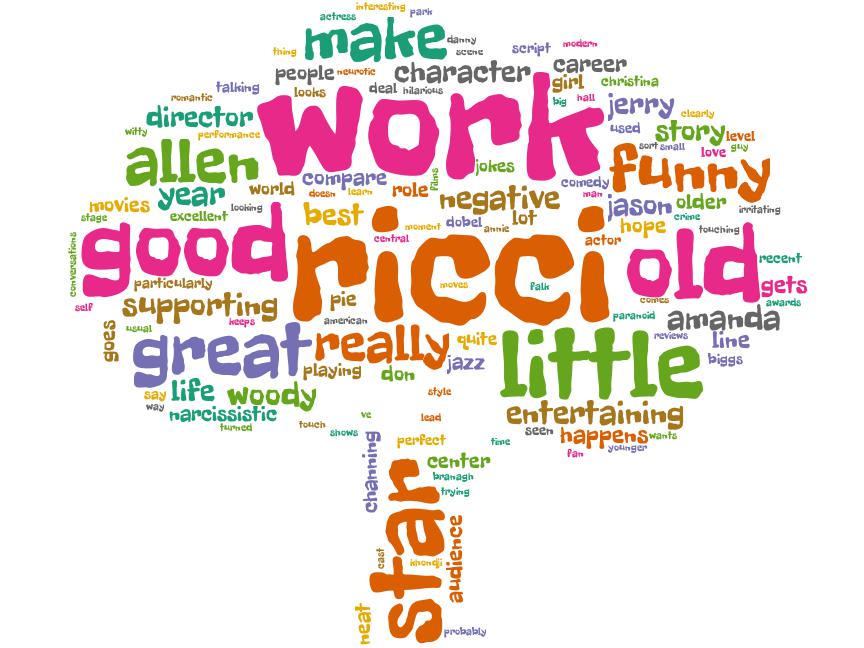 interesting park
actress
make danny
thing scene script modern
people neurotic character career
talking looks deal hilarious girl christina
romantic work big hall jerry clearly
director used story level
witty performance sort small love guy
allen jokes funny
compare films comedy
year world doesn learn role man
movies negative jason older
stage excellent looking best dobel annie lot crime irritating
moment hope touching
good ricci central actor old
conversations recent
particularly moves falk gets
self supporting pie comes awards
keeps american paranoid amanda
goes usual great really quite little reviews line
jazz biggs
playing don
say life woody style
way narcissistic entertaining
turned touch ve lead seen happens wants
shows perfect time younger
channing center fan
branagh
star trying
cast khondji audience
neat probably